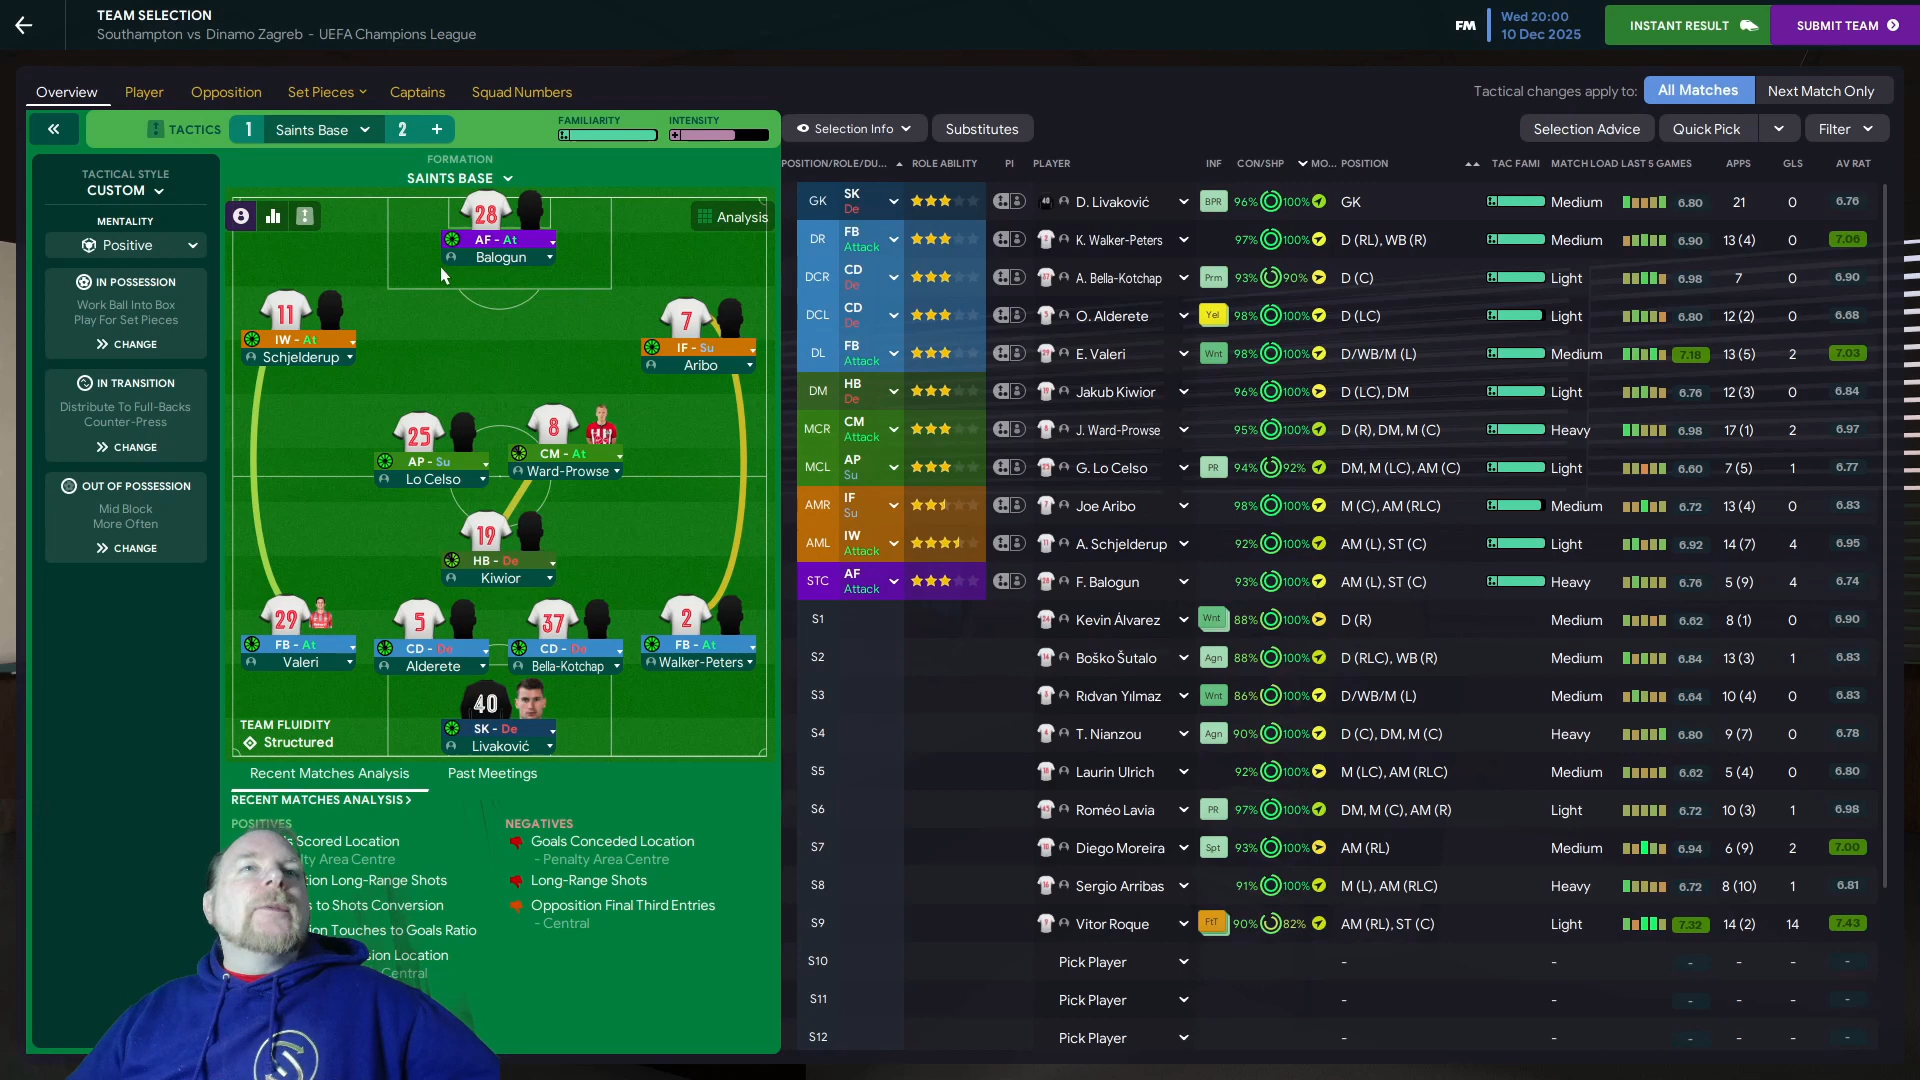 TEAM SELECTION
Southampton vs Dinamo Zagreb - UEFA Champions League
FM
Wed 20:00
10 Dec 2025
INSTANT RESULT
SUBMIT TEAM
Overview
Player
Opposition
Set Pieces
Captains
Squad Numbers
Tactical changes apply to:
All Matches
Next Match Only
TACTICS
1
Saints Base
2
FAMILIARITY
INTENSITY
Selection Info
Substitutes
Selection Advice
Quick Pick
Filter
TACTICAL STYLE
CUSTOM
MENTALITY
Positive
IN POSSESSION
Work Ball Into Box
Play For Set Pieces
CHANGE
IN TRANSITION
Distribute To Full-Backs
Counter-Press
CHANGE
OUT OF POSSESSION
Mid Block
More Often
CHANGE
FORMATION
SAINTS BASE
Analysis
28
AF - At
Balogun
11
IW - At
Schjelderup
7
IF - Su
Aribo
25
AP - Su
Lo Celso
8
CM - At
Ward-Prowse
19
HB - De
Kiwior
29
FB - At
Valeri
5
CD - De
Alderete
37
CD - De
Bella-Kotchap
2
FB - At
Walker-Peters
40
SK - De
Livaković
TEAM FLUIDITY
Structured
Recent Matches Analysis
Past Meetings
RECENT MATCHES ANALYSIS >
POSITIVES
s Scored Location
alty Area Centre
tion Long-Range Shots
s to Shots Conversion
tion Touches to Goals Ratio
sion Location
Central
NEGATIVES
Goals Conceded Location
- Penalty Area Centre
Long-Range Shots
Opposition Final Third Entries
- Central
POSITION/ROLE/DU... ROLE ABILITY PI PLAYER INF CON/SHP MO... POSITION TAC FAMI MATCH LOAD LAST 5 GAMES APPS GLS AV RAT
GK SK De D. Livaković BPR 96% 100% GK Medium 6.80 21 0 6.76
DR FB Attack K. Walker-Peters 97% 100% D (RL), WB (R) Medium 6.90 13 (4) 0 7.06
DCR CD De A. Bella-Kotchap Prm 93% 90% D (C) Light 6.98 7 0 6.90
DCL CD De O. Alderete Yel 98% 100% D (LC) Light 6.80 12 (2) 0 6.68
DL FB Attack E. Valeri Wnt 98% 100% D/WB/M (L) Medium 7.18 13 (5) 2 7.03
DM HB De Jakub Kiwior 96% 100% D (LC), DM Medium 6.76 12 (3) 0 6.84
MCR CM Attack J. Ward-Prowse 95% 100% D (R), DM, M (C) Heavy 6.98 17 (1) 2 6.97
MCL AP Su G. Lo Celso PR 94% 92% DM, M (LC), AM (C) Light 6.60 7 (5) 1 6.77
AMR IF Su Joe Aribo 98% 100% M (C), AM (RLC) Medium 6.72 13 (4) 0 6.83
AML IW Attack A. Schjelderup 92% 100% AM (L), ST (C) Light 6.92 14 (7) 4 6.95
STC AF Attack F. Balogun 93% 100% AM (L), ST (C) Heavy 6.76 5 (9) 4 6.74
S1 Kevin Álvarez Wnt 88% 100% D (R) Medium 6.62 8 (1) 0 6.90
S2 Boško Šutalo Agn 88% 100% D (RLC), WB (R) Medium 6.84 13 (3) 1 6.83
S3 Rıdvan Yılmaz Wnt 86% 100% D/WB/M (L) Medium 6.64 10 (4) 0 6.83
S4 T. Nianzou Agn 90% 100% D (C), DM, M (C) Heavy 6.80 9 (7) 0 6.78
S5 Laurin Ulrich 92% 100% M (LC), AM (RLC) Medium 6.62 5 (4) 0 6.80
S6 Roméo Lavia PR 97% 100% DM, M (C), AM (R) Light 6.72 10 (3) 1 6.98
S7 Diego Moreira Spt 93% 100% AM (RL) Medium 6.94 6 (9) 2 7.00
S8 Sergio Arribas 91% 100% M (L), AM (RLC) Heavy 6.72 8 (10) 1 6.81
S9 Vitor Roque FtT 90% 82% AM (RL), ST (C) Light 7.32 14 (2) 14 7.43
S10 Pick Player - - - - - -
S11 Pick Player - - - - - -
S12 Pick Player - - - - - -